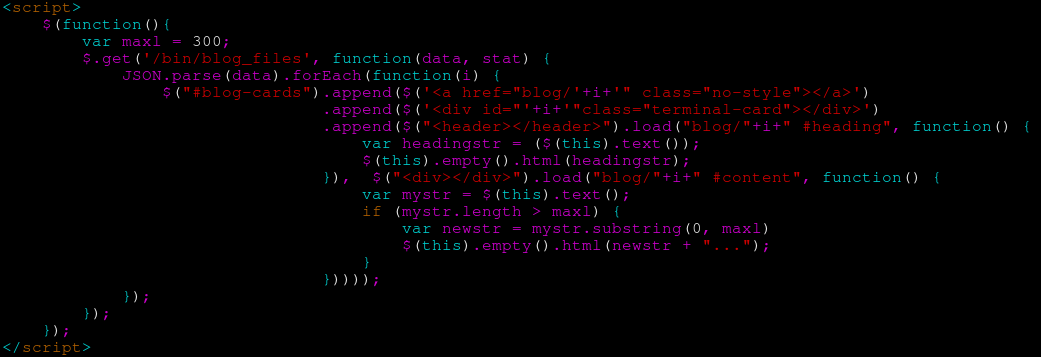 <script>
    $(function(){
        var maxl = 300;
        $.get('/bin/blog_files', function(data, stat) {
            JSON.parse(data).forEach(function(i) {
                $("#blog-cards").append($('<a href="blog/'+i+'" class="no-style"></a>')
                                .append($('<div id="'+i+'"class="terminal-card"></div>')
                                .append($("<header></header>").load("blog/"+i+" #heading", function() {
                                    var headingstr = ($(this).text());
                                    $(this).empty().html(headingstr);
                                }),  $("<div></div>").load("blog/"+i+" #content", function() {
                                    var mystr = $(this).text();
                                    if (mystr.length > maxl) {
                                        var newstr = mystr.substring(0, maxl)
                                        $(this).empty().html(newstr + "...");
                                    }
                                }))));
            });
        });
    });
</script>